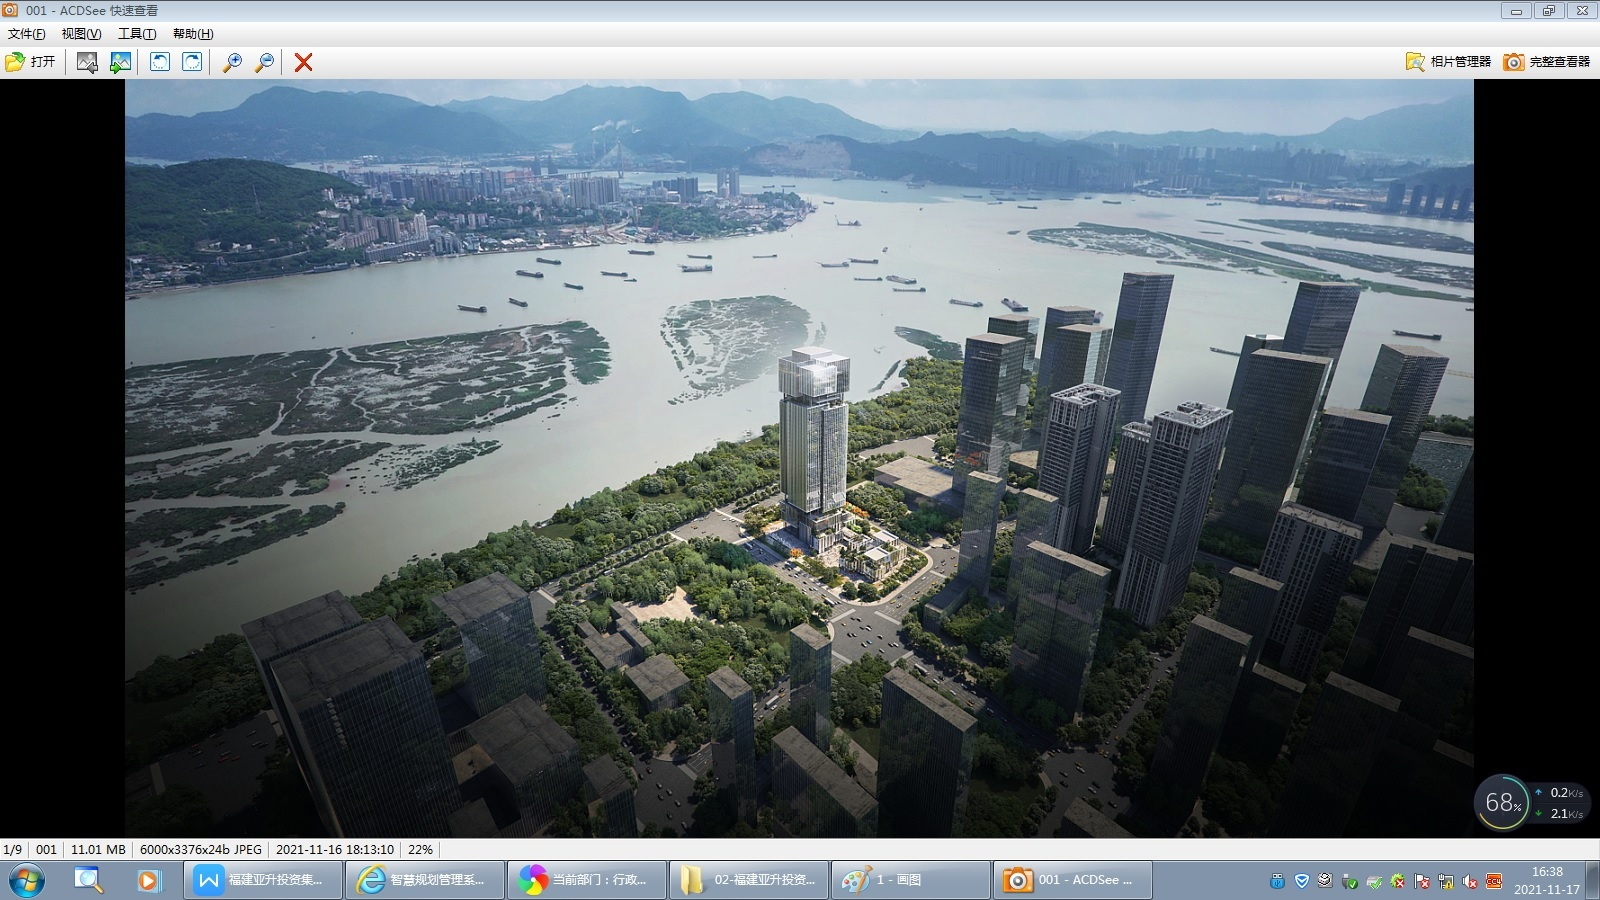 001 - ACDSee 快速查看
文件(F) 视图(V) 工具(T) 帮助(H)
打开 相片管理器 完整查看器
68% 0.2K/s
2.1K/s
1/9 001 11.01 MB 6000x3376x24b JPEG 2021-11-16 18:13:10 22%
福建亚升投资集... 智慧规划管理系... 当前部门：行政... 02-福建亚升投资... 1 - 画图 001 - ACDSee ... 16:38
2021-11-17